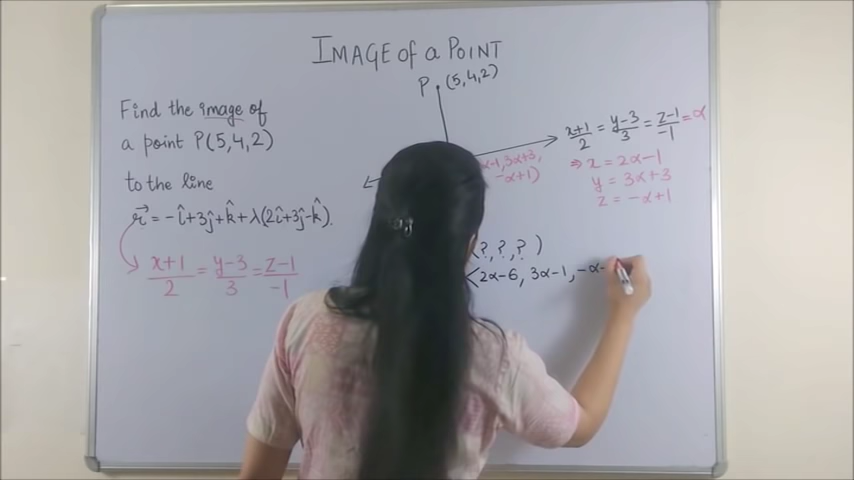 IMAGE of a POINT
P (5,4,2)
Find the image of
a point P(5,4,2)
to the line
r⃗ = -î+3ĵ+k̂+λ(2î+3ĵ-k̂).
x+1/2 = y-3/3 = z-1/-1
x+1/2 = y-3/3 = z-1/-1 = α
⇒ x = 2α-1
y = 3α+3
z = -α+1
α-1, 3α+3,
-α+1)
(?, ?, ?)
<2α-6, 3α-1, -α-